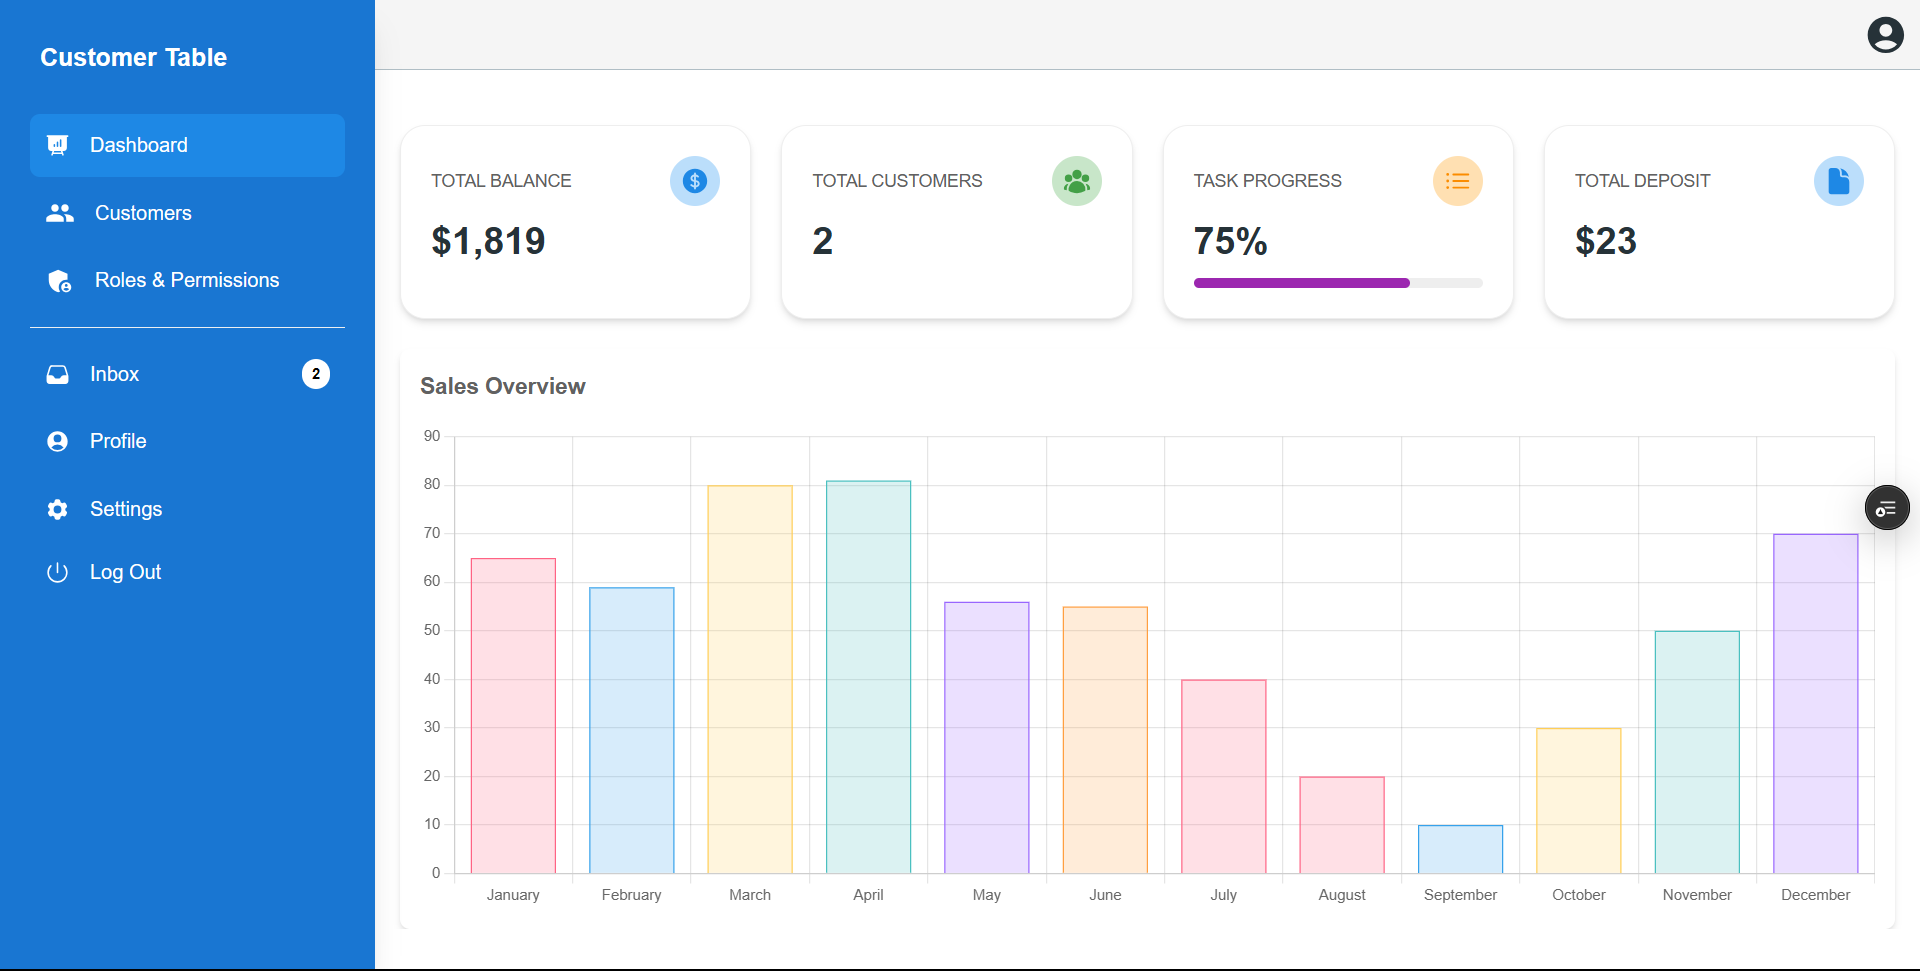 Customer Table
Dashboard
Customers
Roles & Permissions
Inbox 2
Profile
Settings
Log Out
TOTAL BALANCE
$1,819
TOTAL CUSTOMERS
2
TASK PROGRESS
75%
TOTAL DEPOSIT
$23
Sales Overview
90
80
70
60
50
40
30
20
10
0
January February March April May June July August September October November December